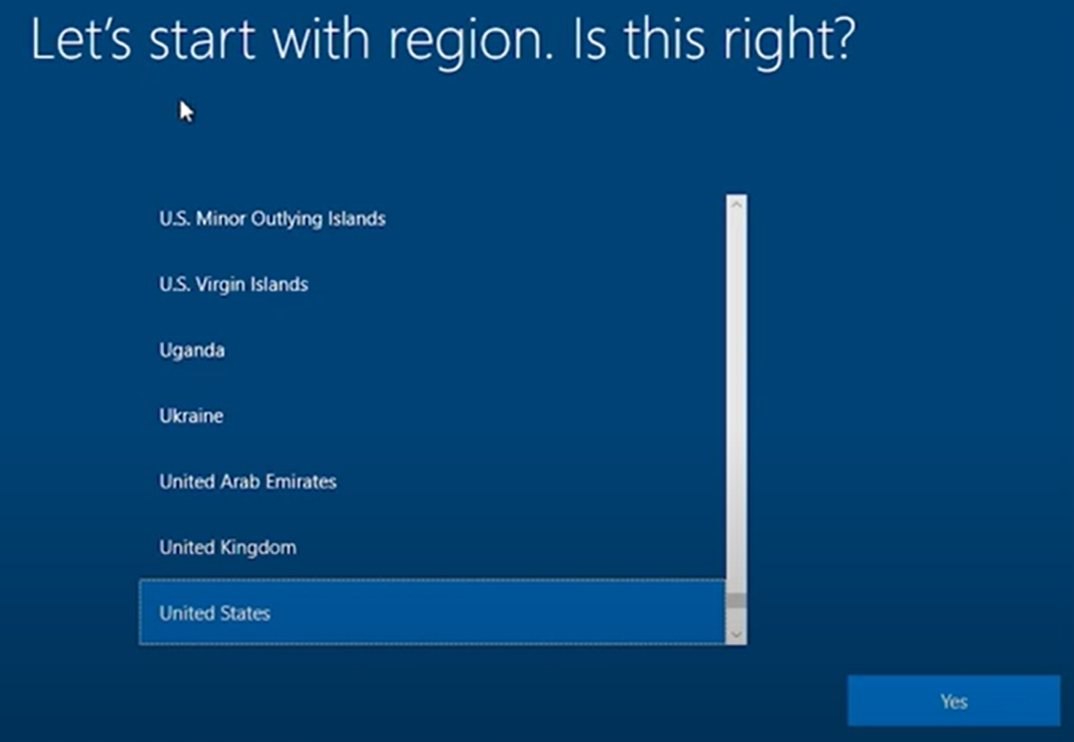 Let's start with region. Is this right?
U.S. Minor Outlying Islands
U.S. Virgin Islands
Uganda
Ukraine
United Arab Emirates
United Kingdom
United States
Yes